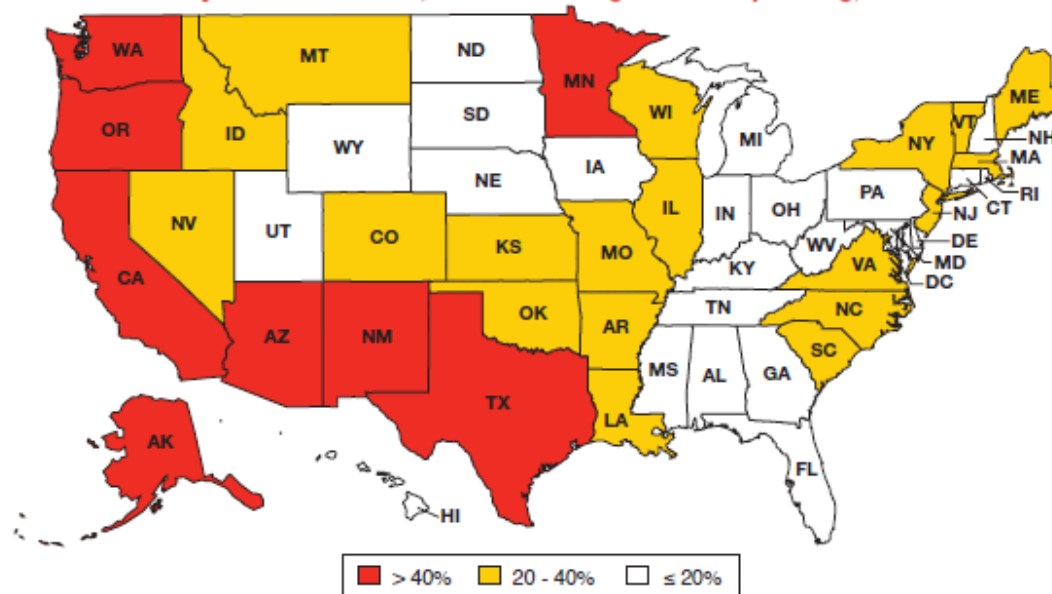 WA
MT
ND
MN
OR
ID
SD
WI
ME
VT
NH
WY
MI
NY
MA
IA
NE
PA
RI
CT
NV
UT
CO
IL
IN
OH
NJ
KS
MO
WV
DE
MD
VA
DC
CA
KY
TN
NC
OK
AR
AZ
NM
SC
MS
AL
GA
TX
LA
AK
FL
HI
> 40% 20 - 40% ≤ 20%